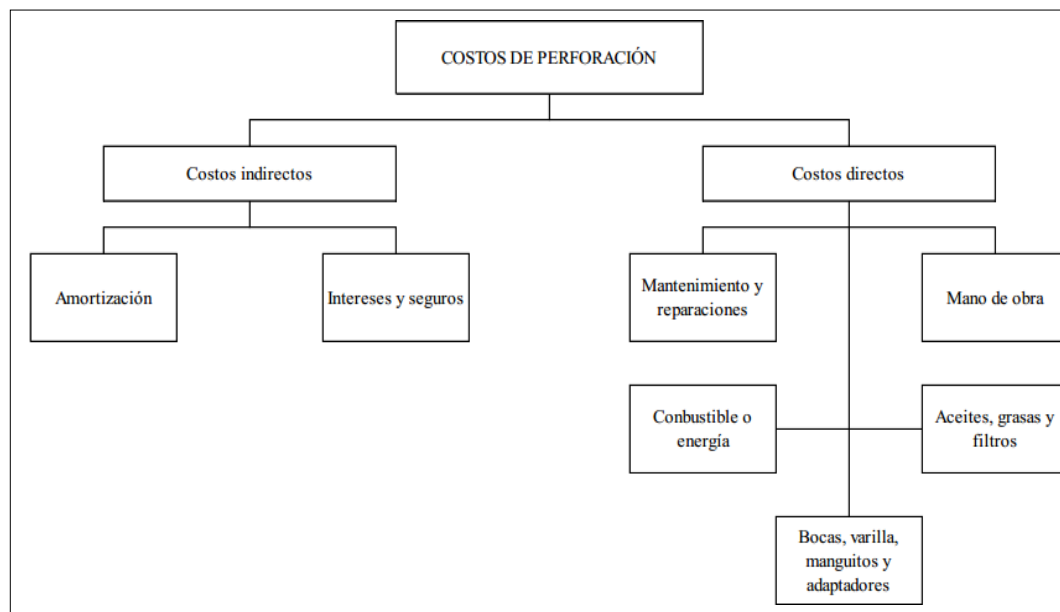 COSTOS DE PERFORACIÓN
Costos indirectos
Costos directos
Amortización
Intereses y seguros
Mantenimiento y
reparaciones
Mano de obra
Conbustible o
energía
Aceites, grasas y
filtros
Bocas, varilla,
manguitos y
adaptadores